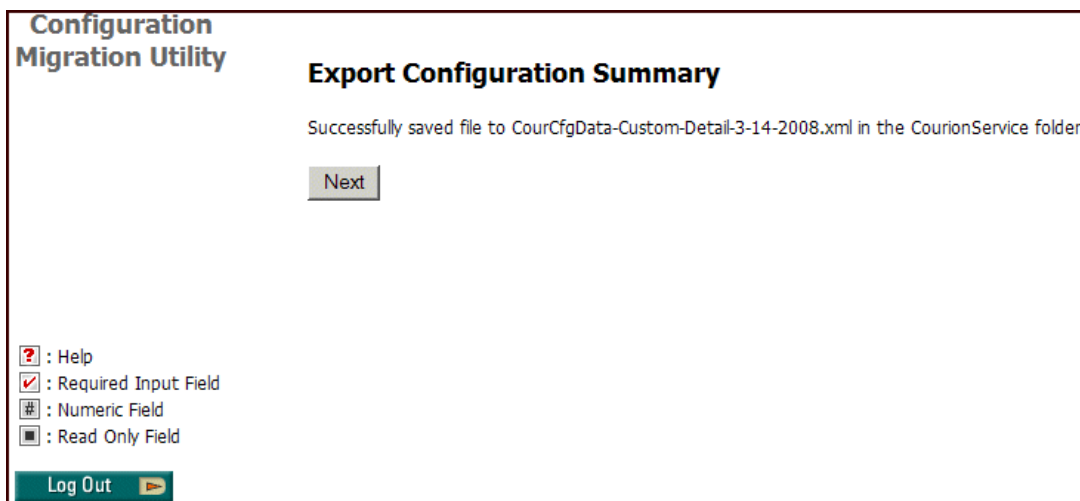 Configuration
Migration Utility
Export Configuration Summary
Successfully saved file to CourCfgData-Custom-Detail-3-14-2008.xml in the CourionService folder
Next
? : Help
: Required Input Field
# : Numeric Field
: Read Only Field
Log Out